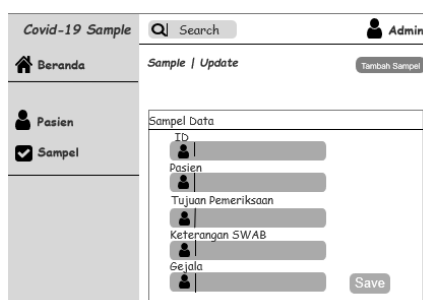 Covid-19 Sample
Search
Admin
Beranda
Sample | Update
Tambah Sampel
Pasien
Sampel
Sampel Data
ID
Pasien
Tujuan Pemeriksaan
Keterangan SWAB
Gejala
Save